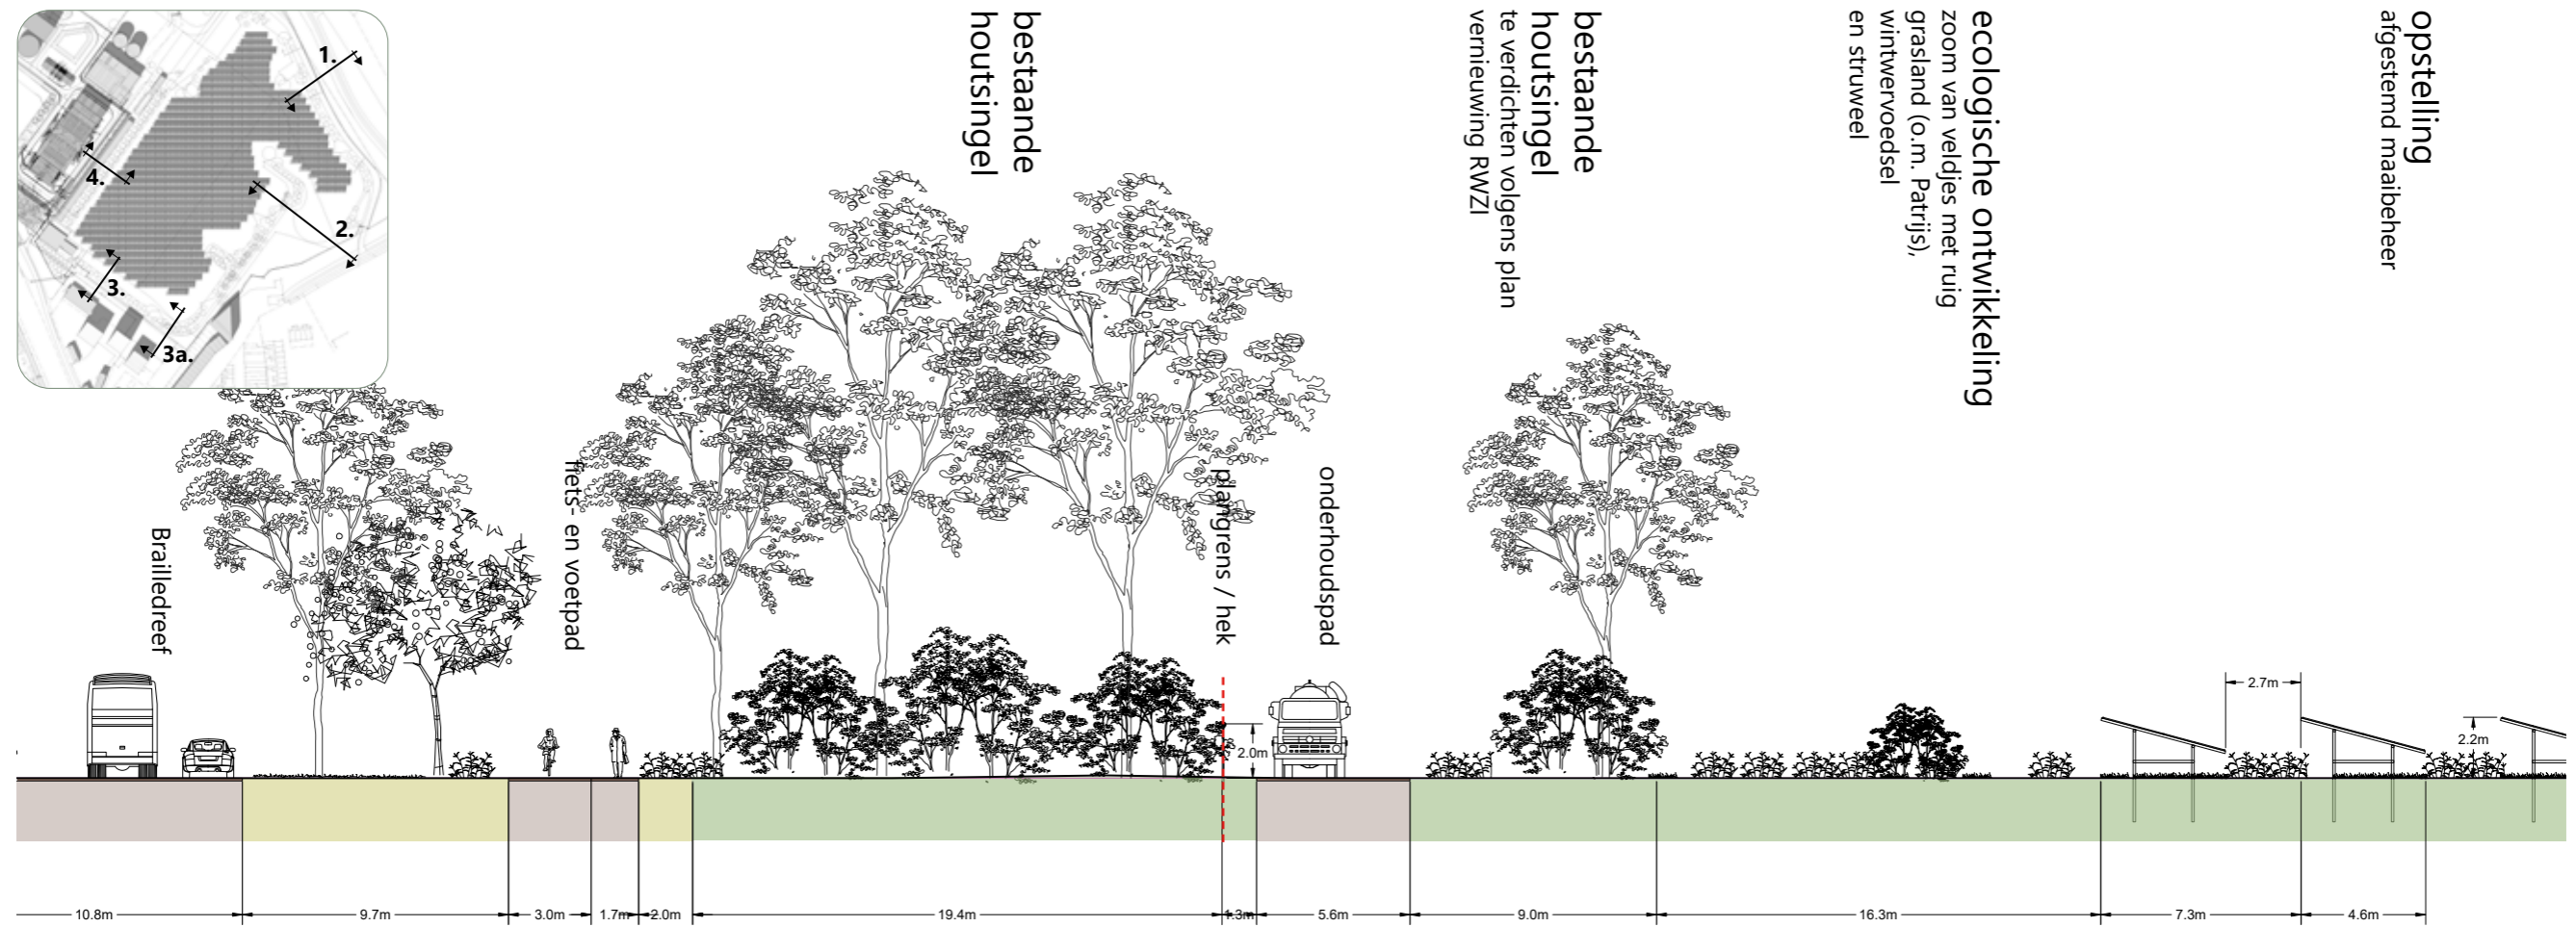 1.
2.
3.
3a.
4.
Brailledreef
fiets- en voetpad
bestaande
houtsingel
plangrens / hek
onderhoudspad
bestaande
houtsingel
te verdichten volgens plan
vernieuwing RWZI
ecologische ontwikkeling
zoom van veldjes met ruig
grasland (o.m. Patrijs),
wintwervoedsel
en struweel
opstelling
afgestemd maaibeheer
2.0m
2.7m
2.2m
10.8m
9.7m
3.0m
1.7m
2.0m
19.4m
1.3m
5.6m
9.0m
16.3m
7.3m
4.6m